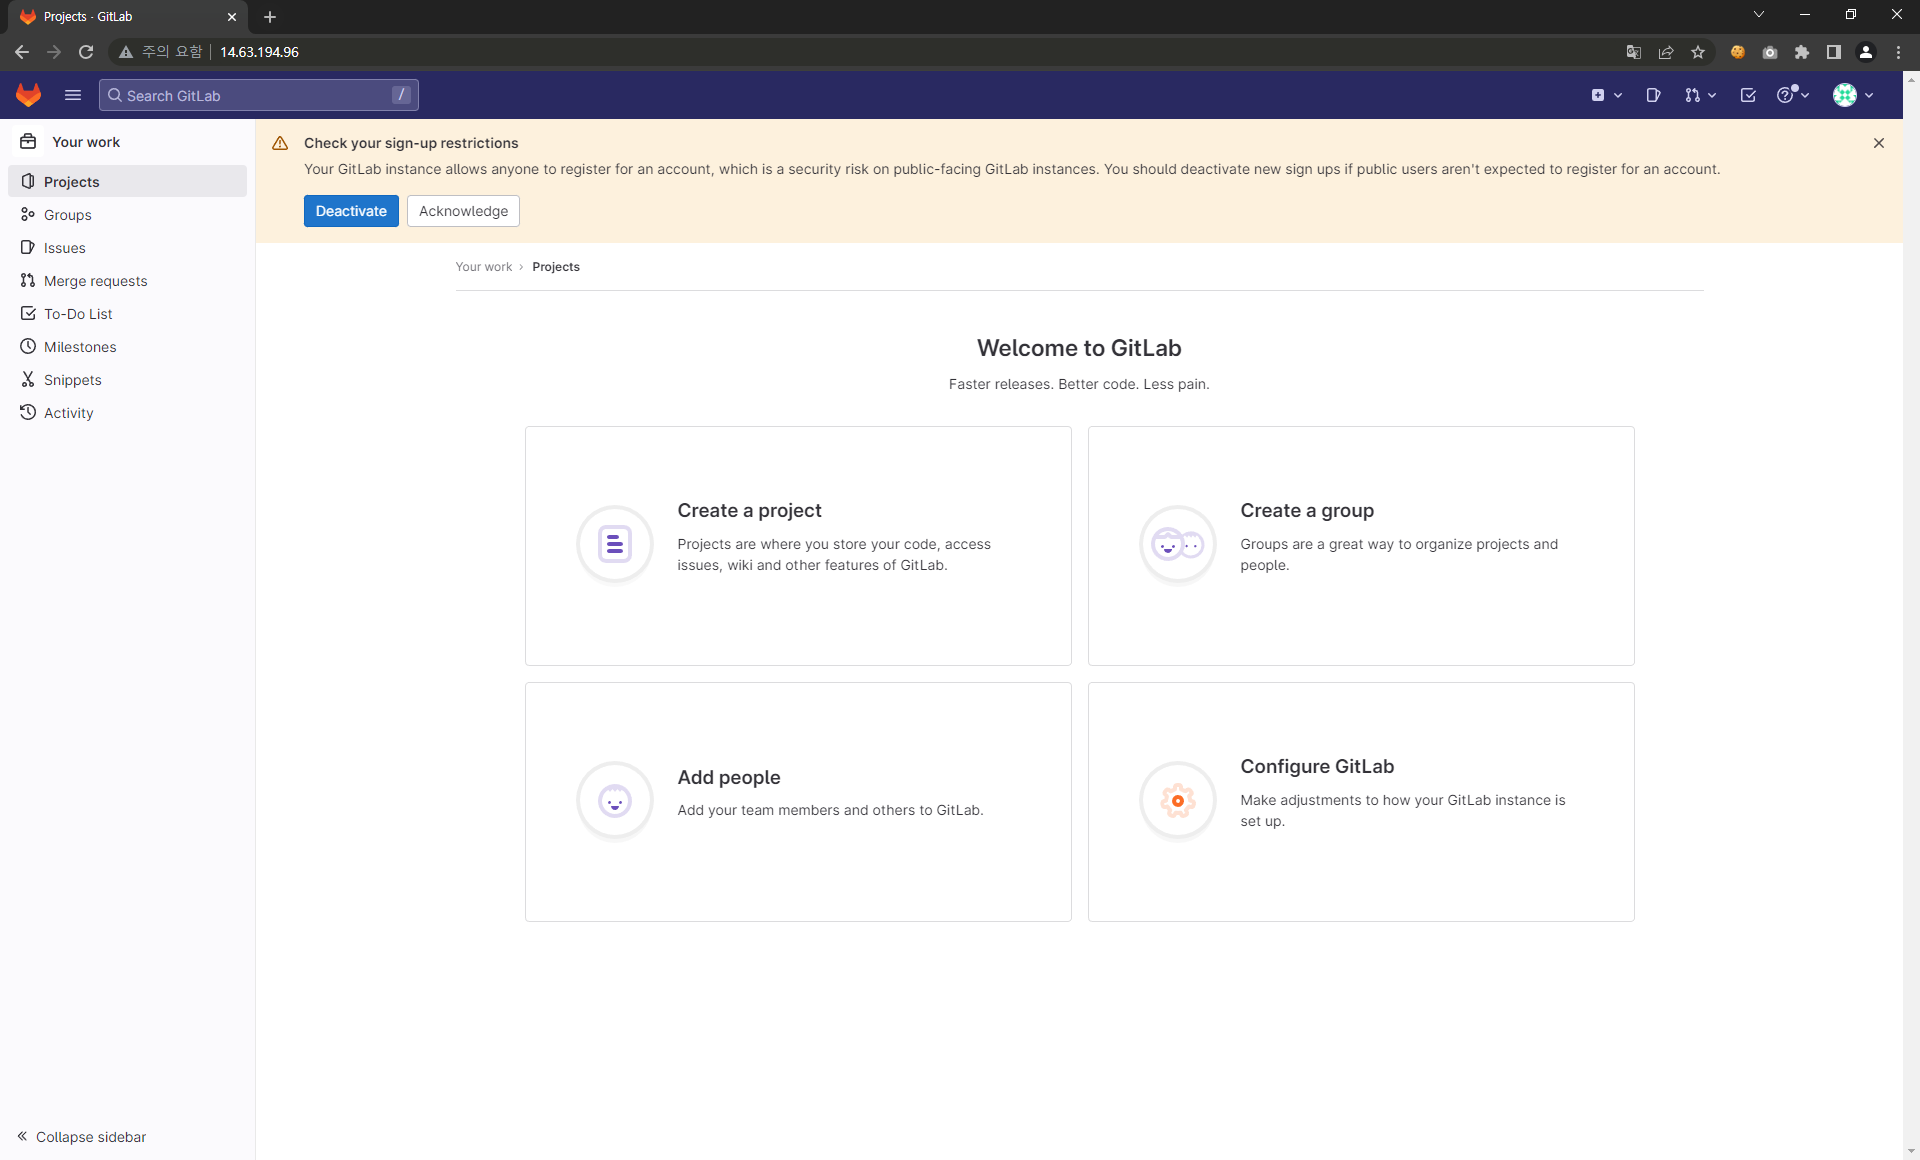 Projects · GitLab
주의 요함
14.63.194.96
Search GitLab
/
Your work
Projects
Groups
Issues
Merge requests
To-Do List
Milestones
Snippets
Activity
Collapse sidebar
Check your sign-up restrictions
Your GitLab instance allows anyone to register for an account, which is a security risk on public-facing GitLab instances. You should deactivate new sign ups if public users aren't expected to register for an account.
Deactivate
Acknowledge
Your work › Projects
Welcome to GitLab
Faster releases. Better code. Less pain.
Create a project
Projects are where you store your code, access
issues, wiki and other features of GitLab.
Create a group
Groups are a great way to organize projects and
people.
Add people
Add your team members and others to GitLab.
Configure GitLab
Make adjustments to how your GitLab instance is
set up.